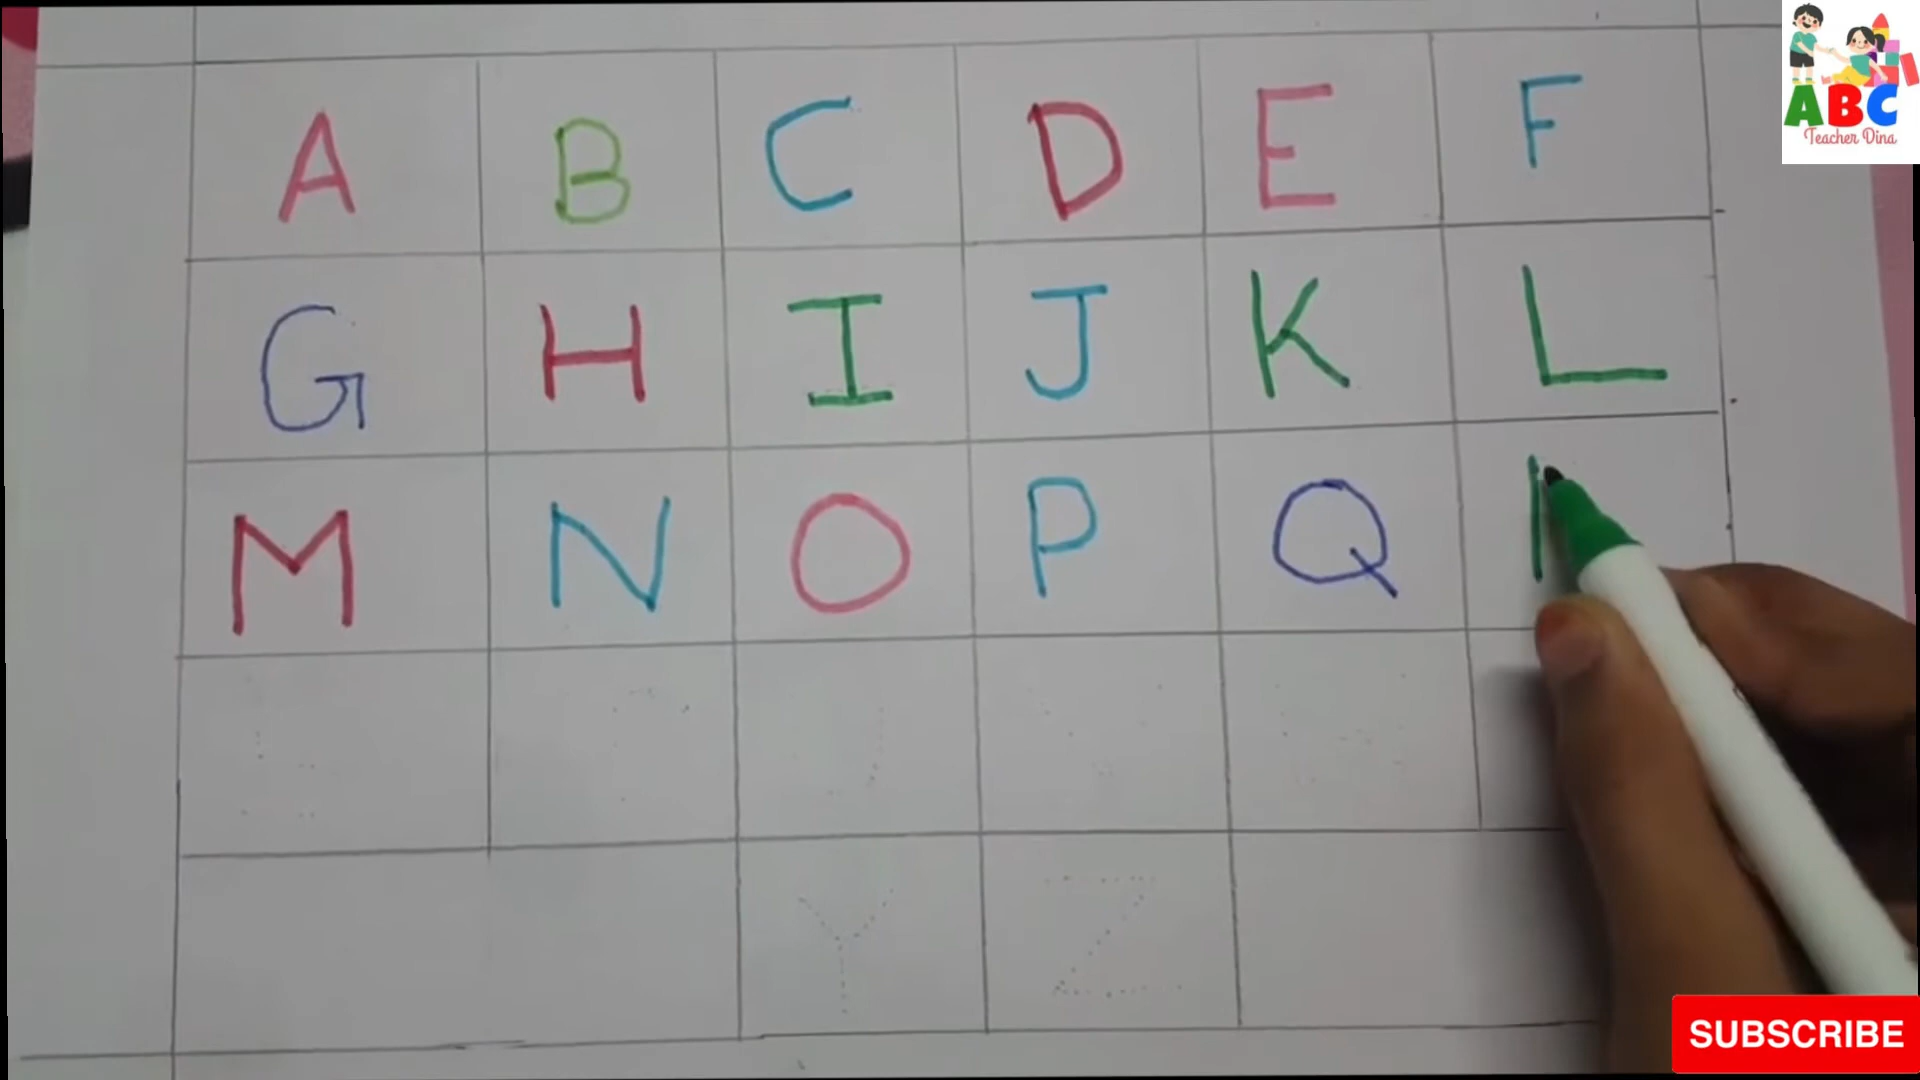 A B C D E F
G H I J K L
M N O P Q
Y Z
ABC
Teacher Dina
SUBSCRIBE